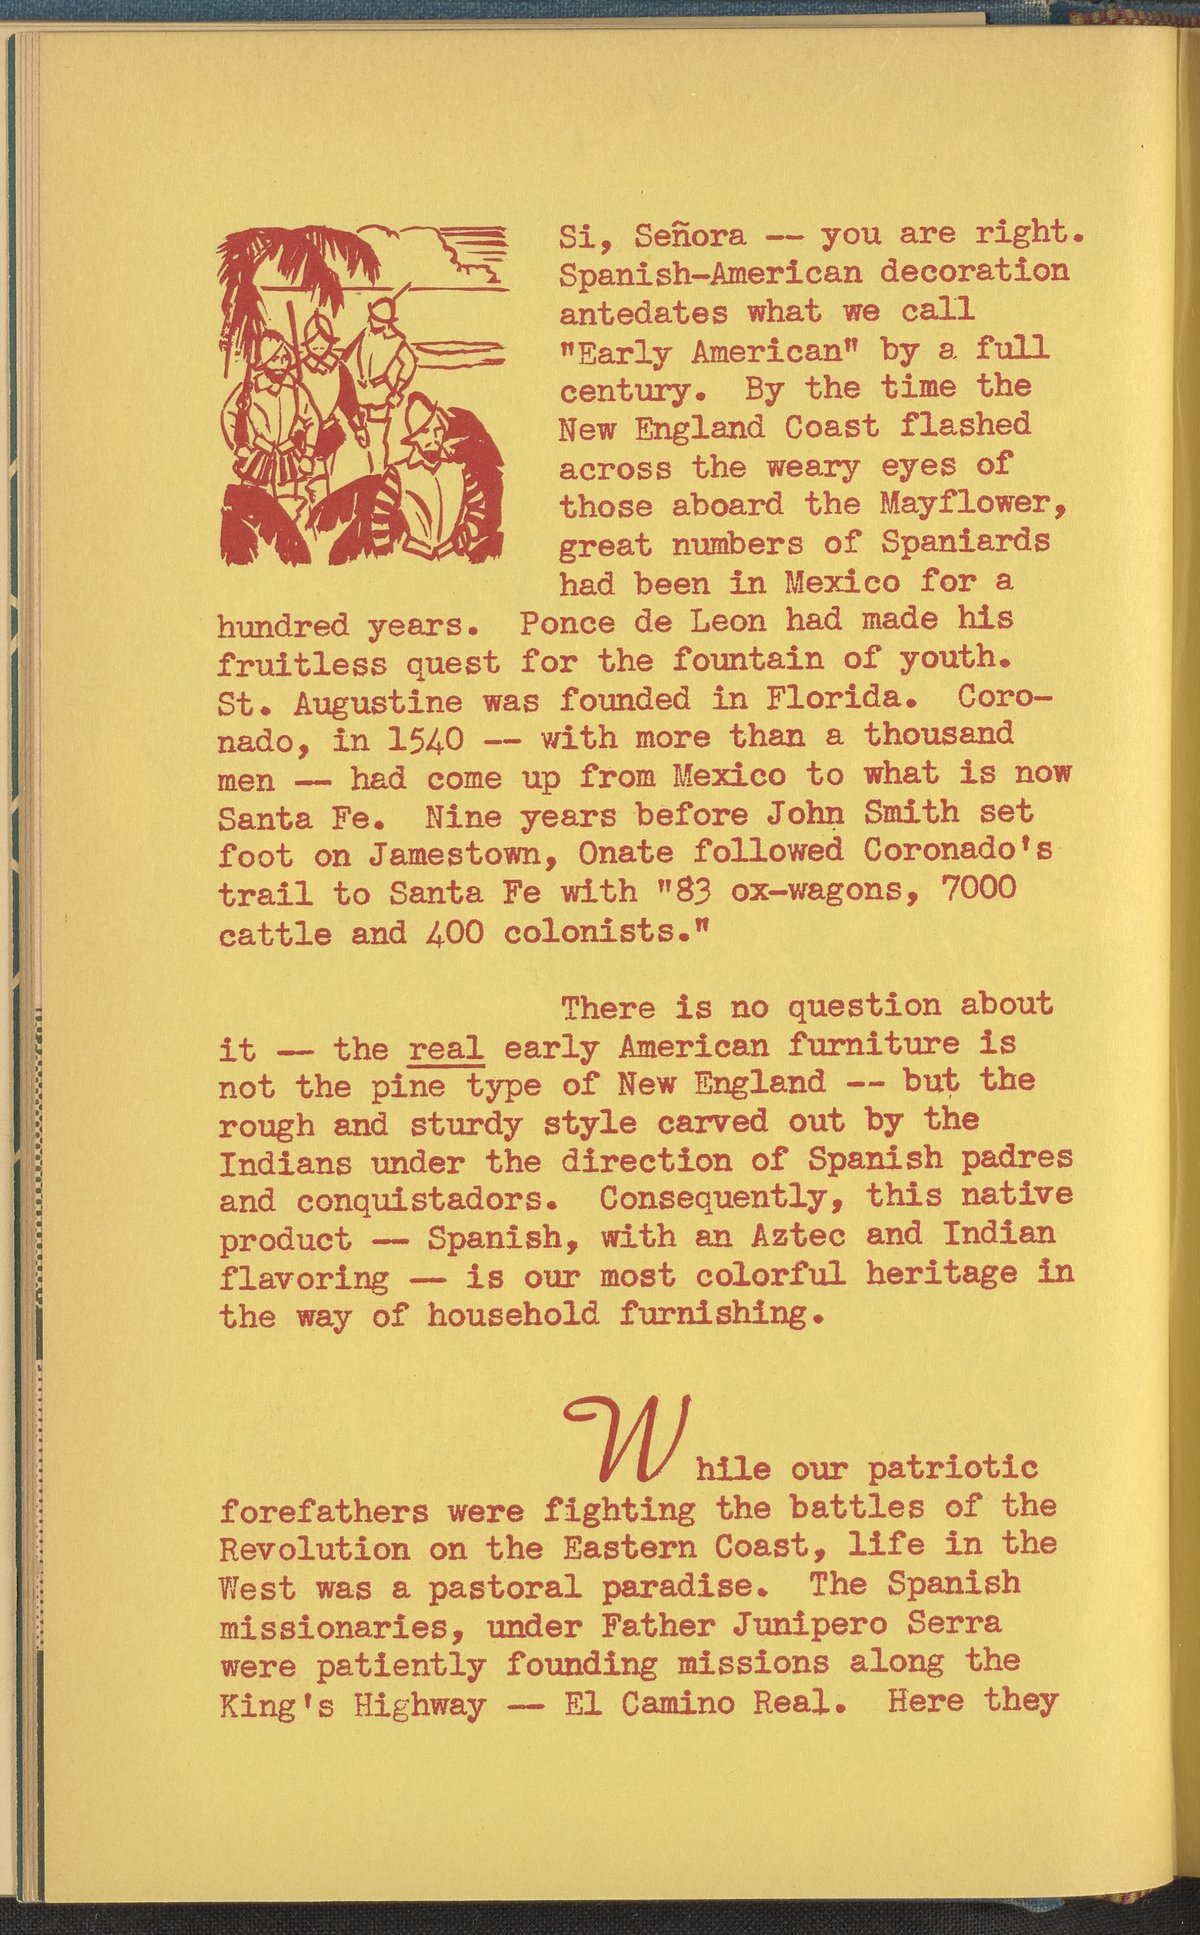 Si, Señora -- you are right.
Spanish-American decoration
antedates what we call
"Early American" by a full
century. By the time the
New England Coast flashed
across the weary eyes of
those aboard the Mayflower,
great numbers of Spaniards
had been in Mexico for a
hundred years. Ponce de Leon had made his
fruitless quest for the fountain of youth.
St. Augustine was founded in Florida. Coro-
nado, in 1540 -- with more than a thousand
men -- had come up from Mexico to what is now
Santa Fe. Nine years before John Smith set
foot on Jamestown, Onate followed Coronado's
trail to Santa Fe with "83 ox-wagons, 7000
cattle and 400 colonists."
There is no question about
it -- the real early American furniture is
not the pine type of New England -- but the
rough and sturdy style carved out by the
Indians under the direction of Spanish padres
and conquistadors. Consequently, this native
product -- Spanish, with an Aztec and Indian
flavoring -- is our most colorful heritage in
the way of household furnishing.
While our patriotic
forefathers were fighting the battles of the
Revolution on the Eastern Coast, life in the
West was a pastoral paradise. The Spanish
missionaries, under Father Junipero Serra
were patiently founding missions along the
King's Highway -- El Camino Real. Here they